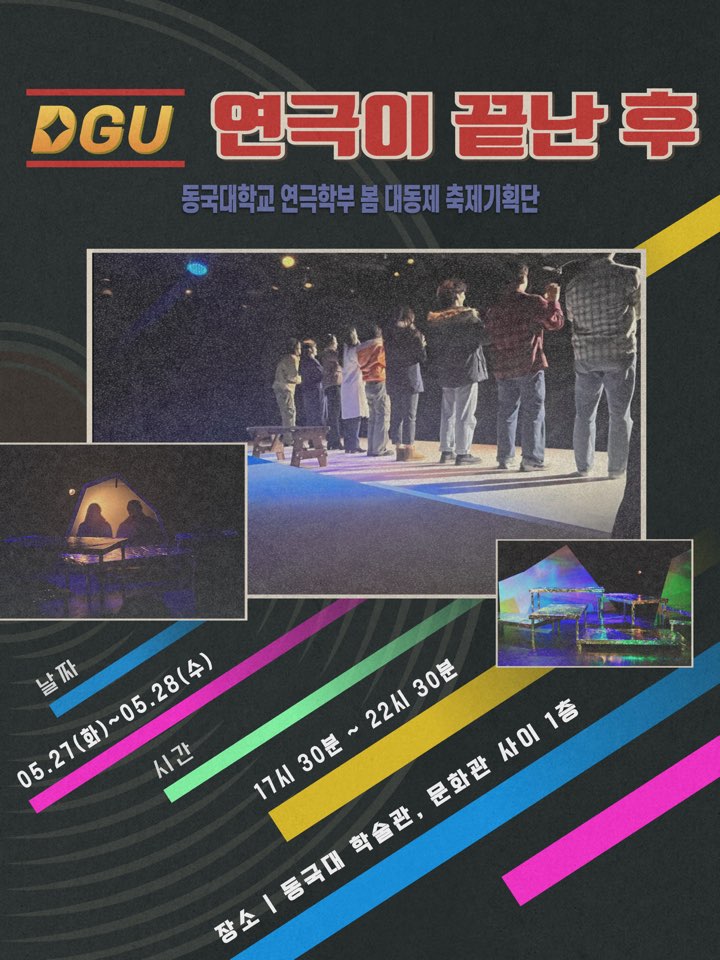 DGU 연극이 끝난 후
동국대학교 연극학부 봄 대동제 축제기획단
날짜
05.27(화)~05.28(수)
시간
17시 30분 ~ 22시 30분
장소 | 동국대 학술관, 문화관 사이 1층